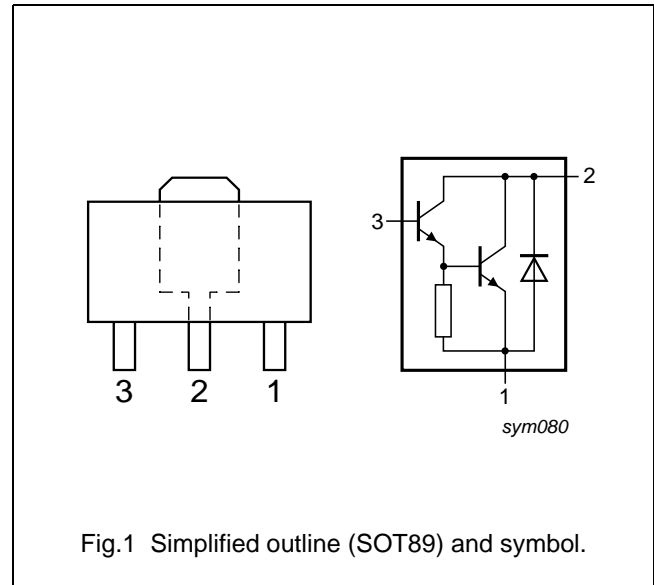 3 2 1
3
2
1
sym080
Fig.1 Simplified outline (SOT89) and symbol.